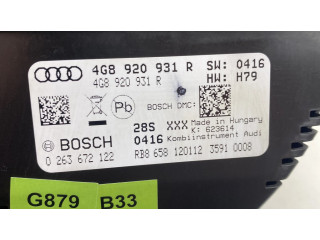 4G8 920 931 R SW: 0416
4G8 920 931 R HW: H79
Pb BOSCH DMC:
BOSCH 28S XXX Made in Hungary
K: 623614
0416 Kombiinstrument Audi
0 263 672 122 RB8 658 120112 3591 0008
G879 B33